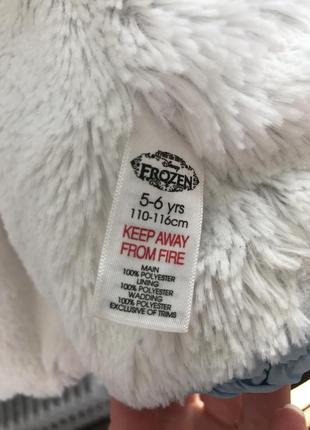 Disney
FROZEN
5-6 yrs
110-116cm
KEEP AWAY
FROM FIRE
MAIN
100% POLYESTER
LINING
100% POLYESTER
WADDING
100% POLYESTER
EXCLUSIVE OF TRIMS